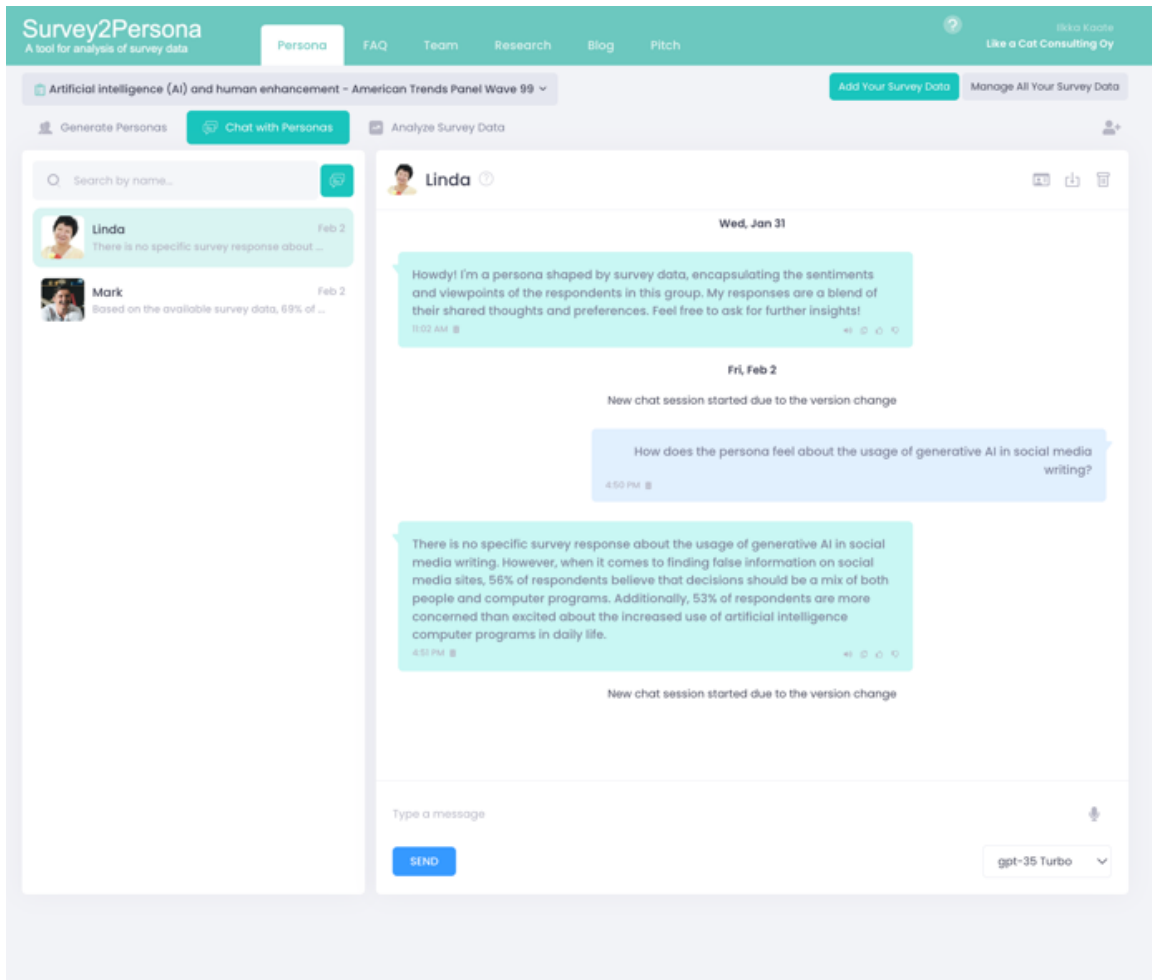 Survey2Persona
A tool for analysis of survey data
Persona
FAQ
Team
Research
Blog
Pitch
?
Ilkka Kaate
Like a Cat Consulting Oy
Artificial intelligence (AI) and human enhancement - American Trends Panel Wave 99
Add Your Survey Data
Manage All Your Survey Data
Generate Personas
Chat with Personas
Analyze Survey Data
Search by name...
Linda
Feb 2
There is no specific survey response about ...
Mark
Feb 2
Based on the available survey data, 69% of ...
Linda ?
Wed, Jan 31
Howdy! I'm a persona shaped by survey data, encapsulating the sentiments
and viewpoints of the respondents in this group. My responses are a blend of
their shared thoughts and preferences. Feel free to ask for further insights!
11:02 AM
Fri, Feb 2
New chat session started due to the version change
How does the persona feel about the usage of generative AI in social media
writing?
4:50 PM
There is no specific survey response about the usage of generative AI in social
media writing. However, when it comes to finding false information on social
media sites, 56% of respondents believe that decisions should be a mix of both
people and computer programs. Additionally, 53% of respondents are more
concerned than excited about the increased use of artificial intelligence
computer programs in daily life.
4:51 PM
New chat session started due to the version change
Type a message
SEND
gpt-35 Turbo